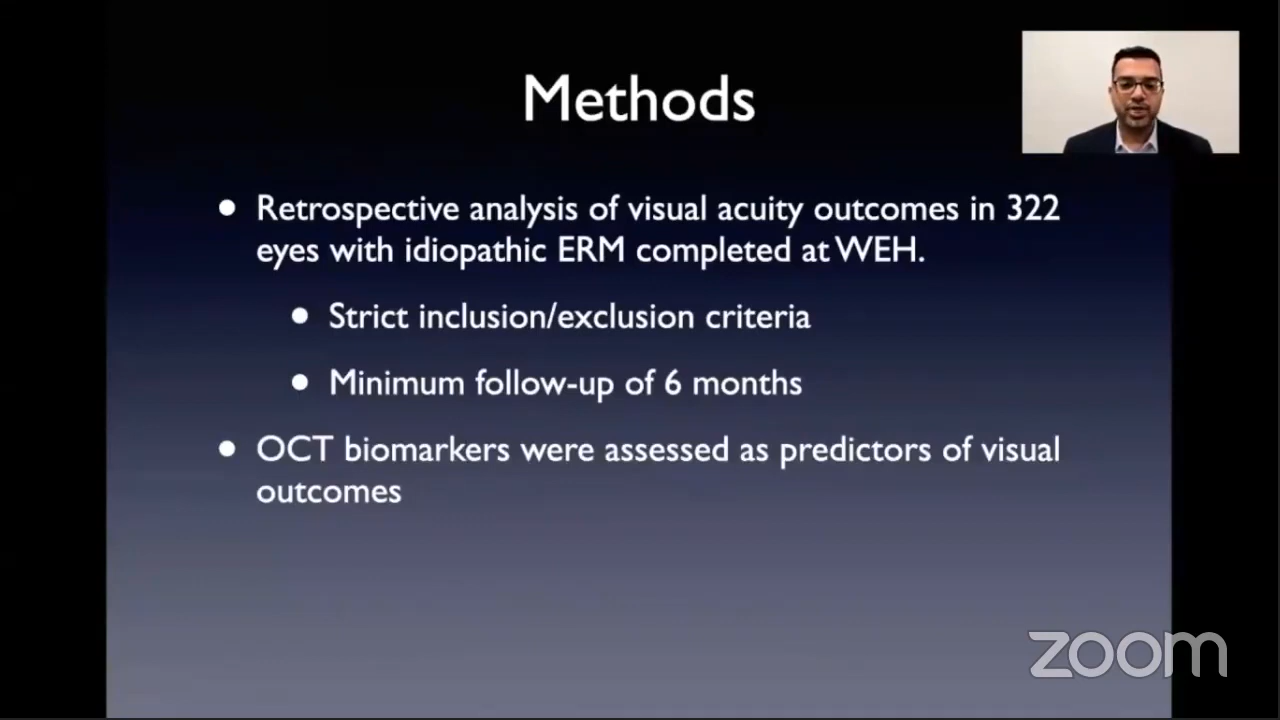 Methods
• Retrospective analysis of visual acuity outcomes in 322
eyes with idiopathic ERM completed at WEH.
• Strict inclusion/exclusion criteria
• Minimum follow-up of 6 months
• OCT biomarkers were assessed as predictors of visual
outcomes
zoom